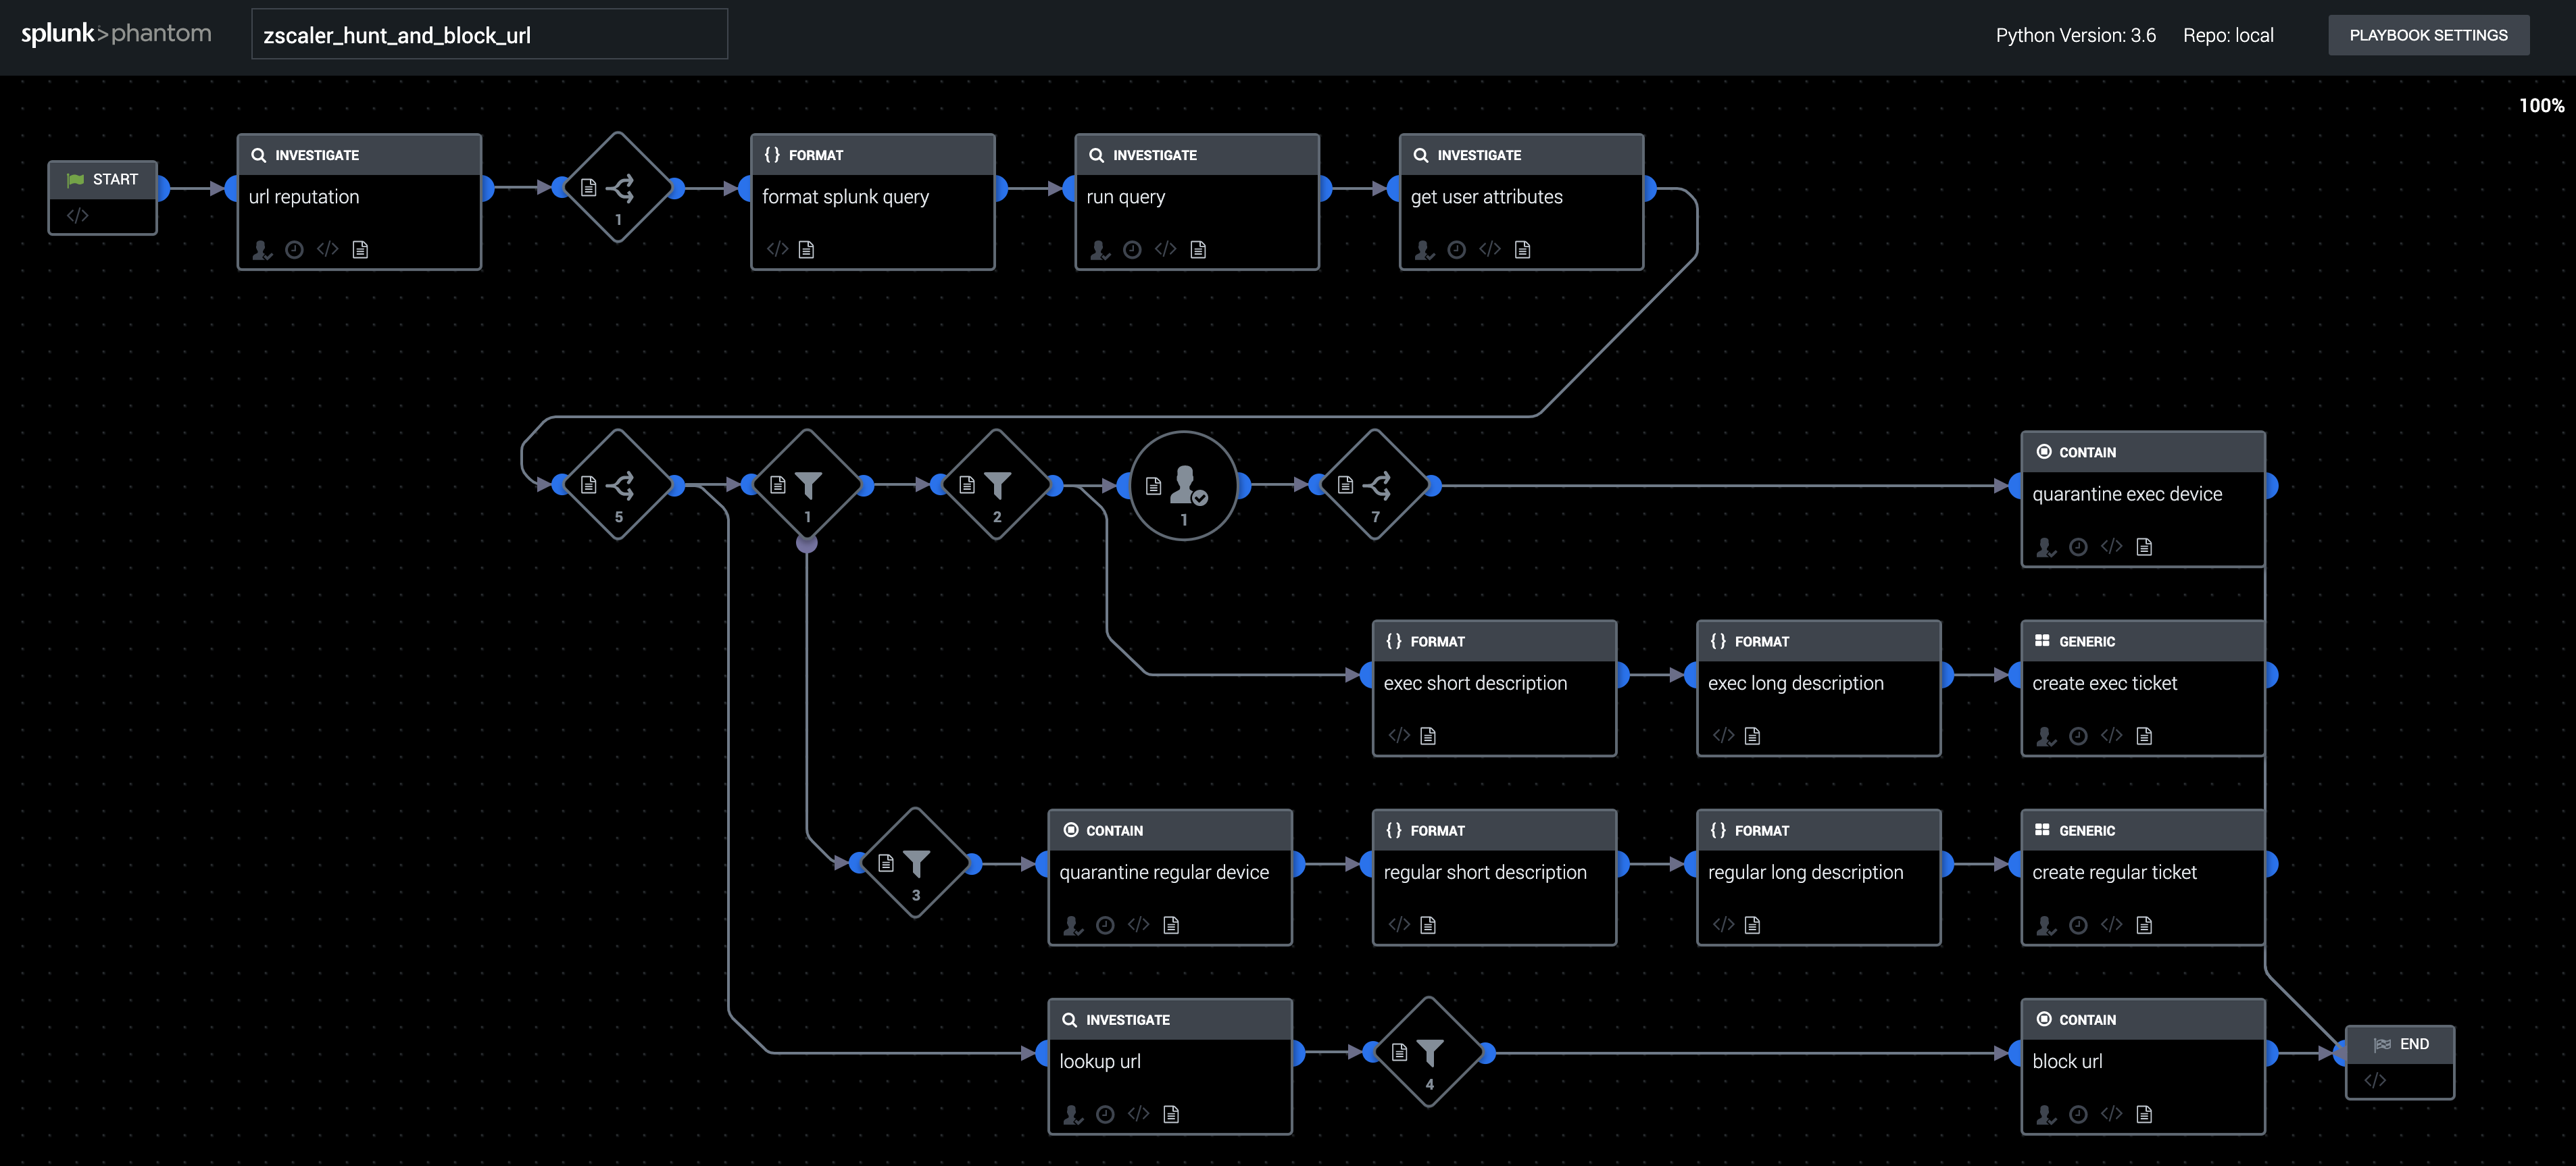 splunk>phantom
zscaler_hunt_and_block_url
Python Version: 3.6
Repo: local
PLAYBOOK SETTINGS
100%
START
</>
INVESTIGATE
url reputation
</>
1
{} FORMAT
format splunk query
</>
INVESTIGATE
run query
</>
INVESTIGATE
get user attributes
</>
5
1
2
1
7
CONTAIN
quarantine exec device
</>
{} FORMAT
exec short description
</>
{} FORMAT
exec long description
</>
GENERIC
create exec ticket
</>
3
CONTAIN
quarantine regular device
</>
{} FORMAT
regular short description
</>
{} FORMAT
regular long description
</>
GENERIC
create regular ticket
</>
INVESTIGATE
lookup url
</>
4
CONTAIN
block url
</>
END
</>